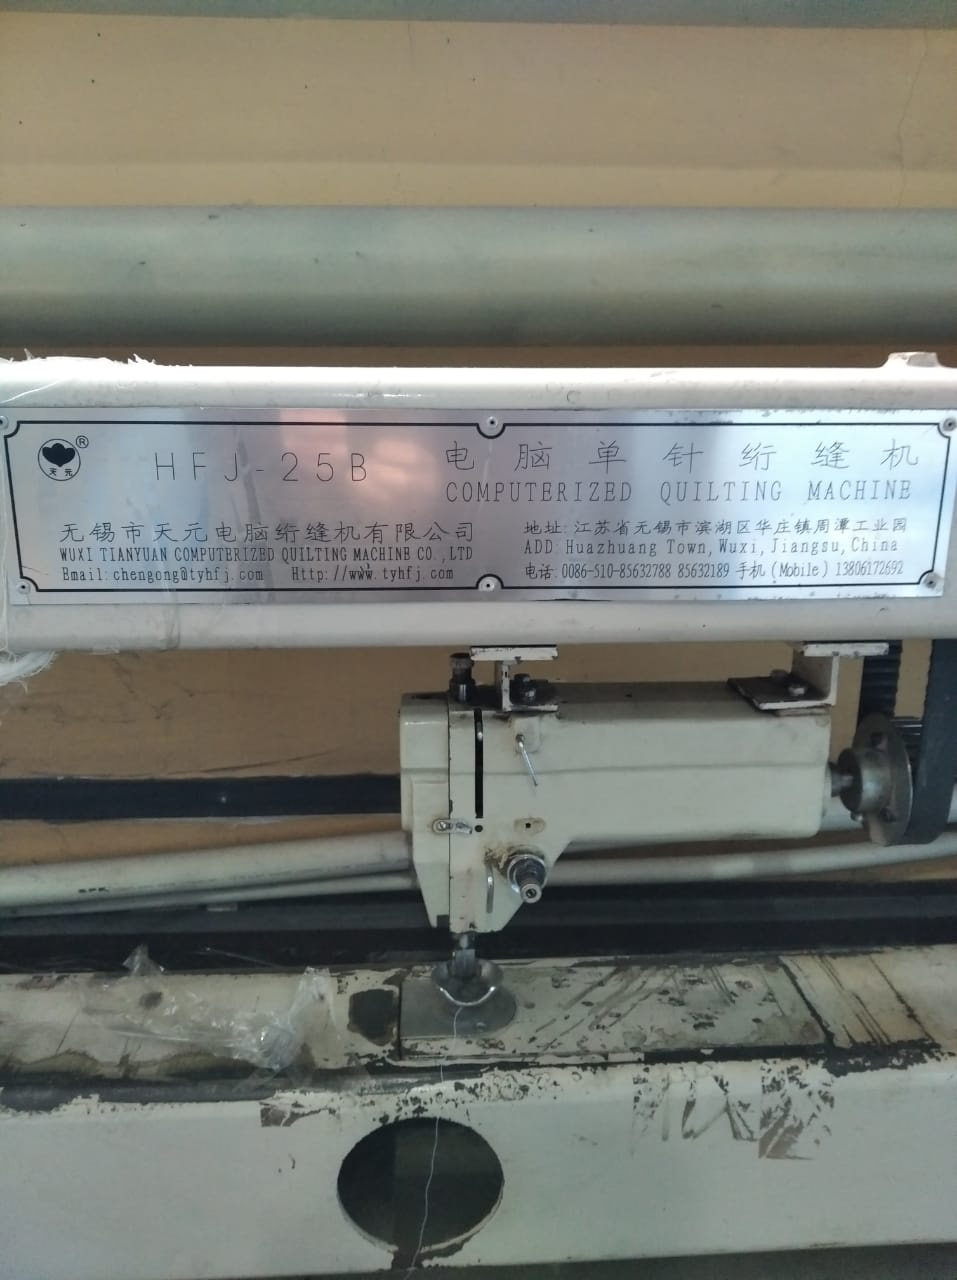 天元 ®
HFJ-25B
电脑单针绗缝机
COMPUTERIZED QUILTING MACHINE
无锡市天元电脑绗缝机有限公司
WUXI TIANYUAN COMPUTERIZED QUILTING MACHINE CO.,LTD
Email:chengong@tyhfj.com Http://www.tyhfj.com
地址:江苏省无锡市滨湖区华庄镇周潭工业园
ADD:Huazhuang Town,Wuxi,Jiangsu,China
电话:0086-510-85632788 85632189 手机(Mobile)13806172692